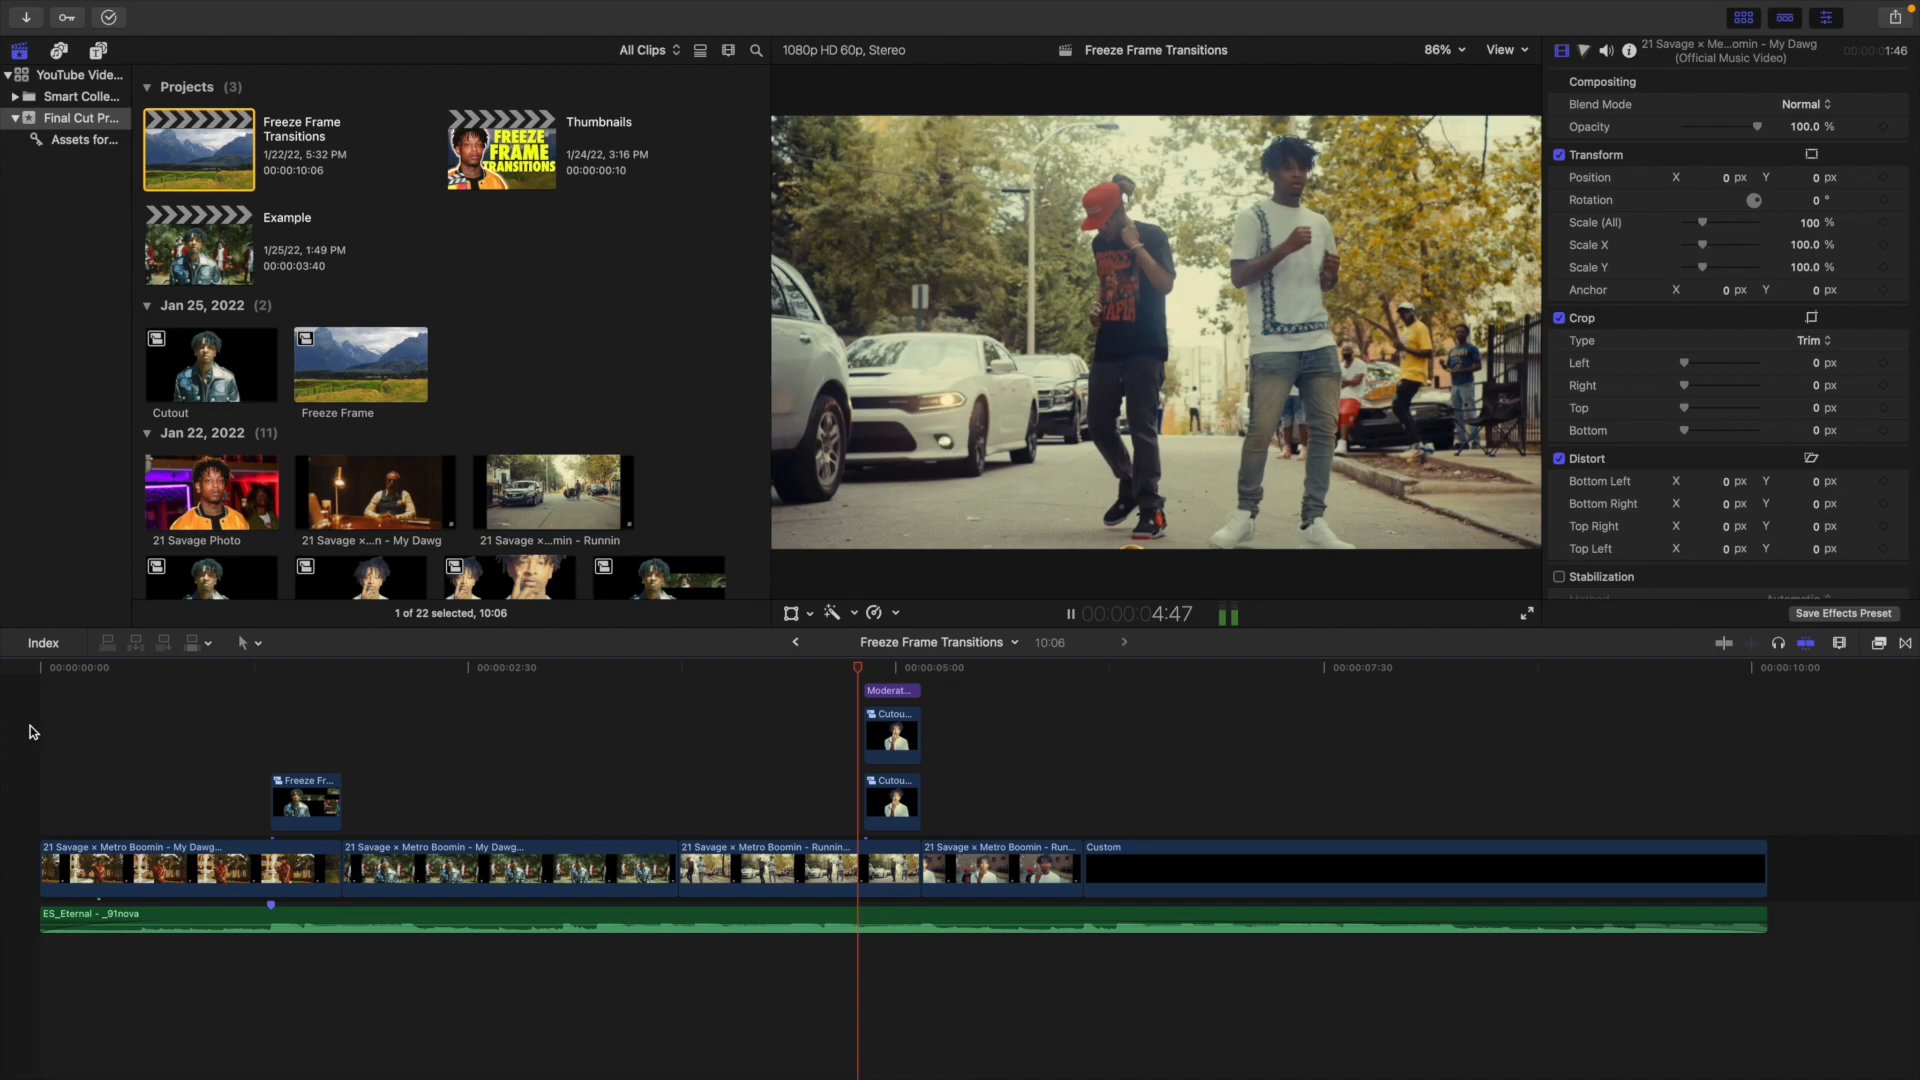 All Clips
1080p HD 60p, Stereo
Freeze Frame Transitions
86%
View
21 Savage × Me...omin - My Dawg
(Official Music Video)
00:00:01:46
YouTube Vide...
Smart Colle...
Final Cut Pr...
Assets for...
Projects (3)
Freeze Frame
Transitions
1/22/22, 5:32 PM
00:00:10:06
FREEZE
FRAME
TRANSITIONS
Thumbnails
1/24/22, 3:16 PM
00:00:00:10
Example
1/25/22, 1:49 PM
00:00:03:40
Jan 25, 2022 (2)
Cutout
Freeze Frame
Jan 22, 2022 (11)
21 Savage Photo
21 Savage ×...n - My Dawg
21 Savage ×...min - Runnin
1 of 22 selected, 10:06
Compositing
Blend Mode Normal
Opacity 100.0 %
Transform
Position X 0 px Y 0 px
Rotation 0 °
Scale (All) 100 %
Scale X 100.0 %
Scale Y 100.0 %
Anchor X 0 px Y 0 px
Crop
Type Trim
Left 0 px
Right 0 px
Top 0 px
Bottom 0 px
Distort
Bottom Left X 0 px Y 0 px
Bottom Right X 0 px Y 0 px
Top Right X 0 px Y 0 px
Top Left X 0 px Y 0 px
Stabilization
Method Automatic
Save Effects Preset
00:00:04:47
Index
Freeze Frame Transitions 10:06
00:00:00:00
00:00:02:30
00:00:05:00
00:00:07:30
00:00:10:00
Moderat...
Cutou...
Freeze Fr...
Cutou...
21 Savage × Metro Boomin - My Dawg...
21 Savage × Metro Boomin - My Dawg...
21 Savage × Metro Boomin - Runnin...
21 Savage × Metro Boomin - Run...
Custom
ES_Eternal - _91nova